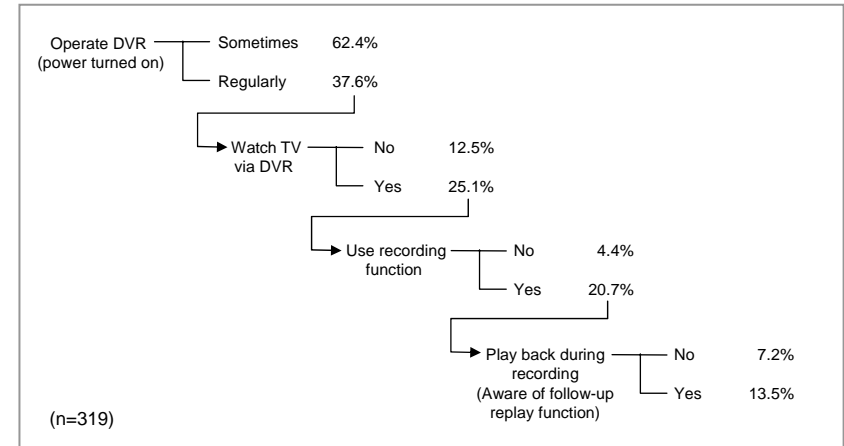 Operate DVR Sometimes 62.4%
(power turned on)
Regularly 37.6%
Watch TV No 12.5%
via DVR
Yes 25.1%
Use recording No 4.4%
function
Yes 20.7%
Play back during No 7.2%
recording
(Aware of follow-up Yes 13.5%
replay function)
(n=319)